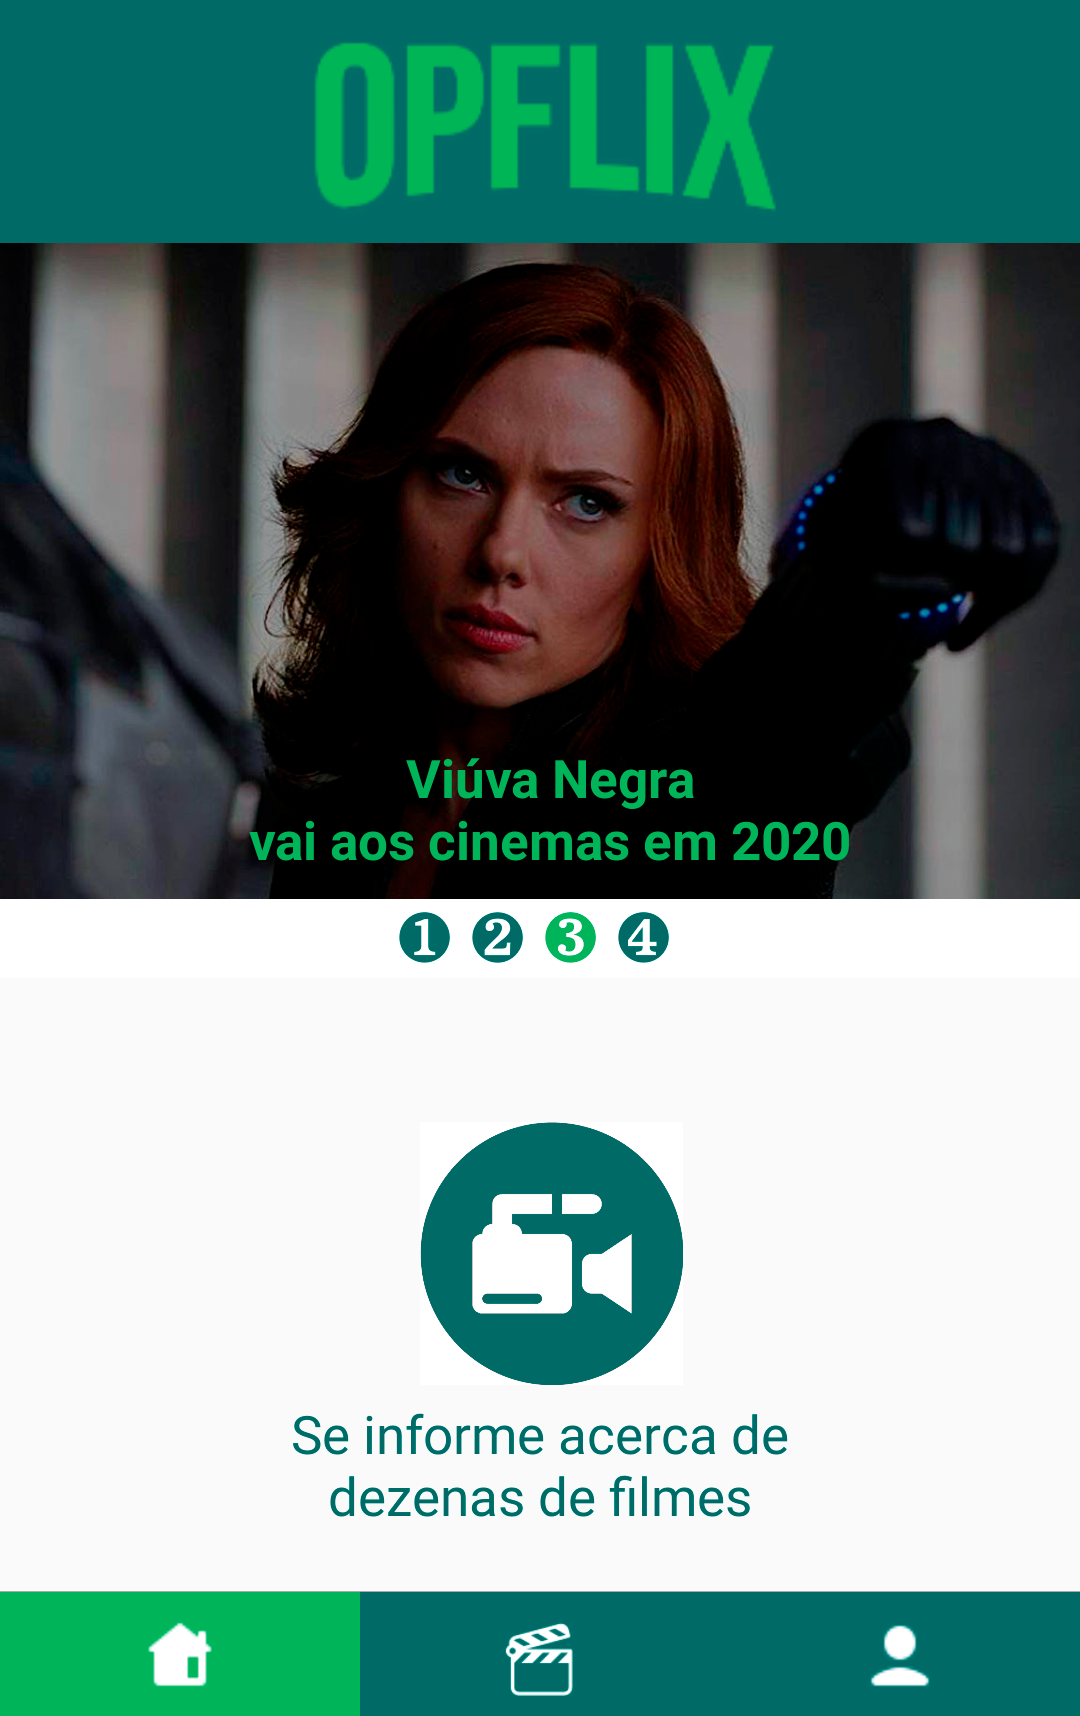 OPFLIX
Viúva Negra
vai aos cinemas em 2020
1 2 3 4
Se informe acerca de
dezenas de filmes